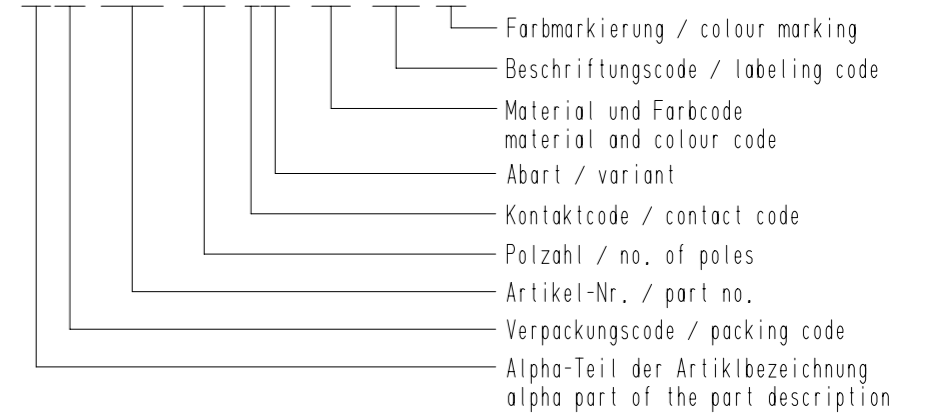 Farbmarkierung / colour marking
Beschriftungscode / labeling code
Material und Farbcode
material and colour code
Abart / variant
Kontaktcode / contact code
Polzahl / no. of poles
Artikel-Nr. / part no.
Verpackungscode / packing code
Alpha-Teil der Artiklbezeichnung
alpha part of the part description